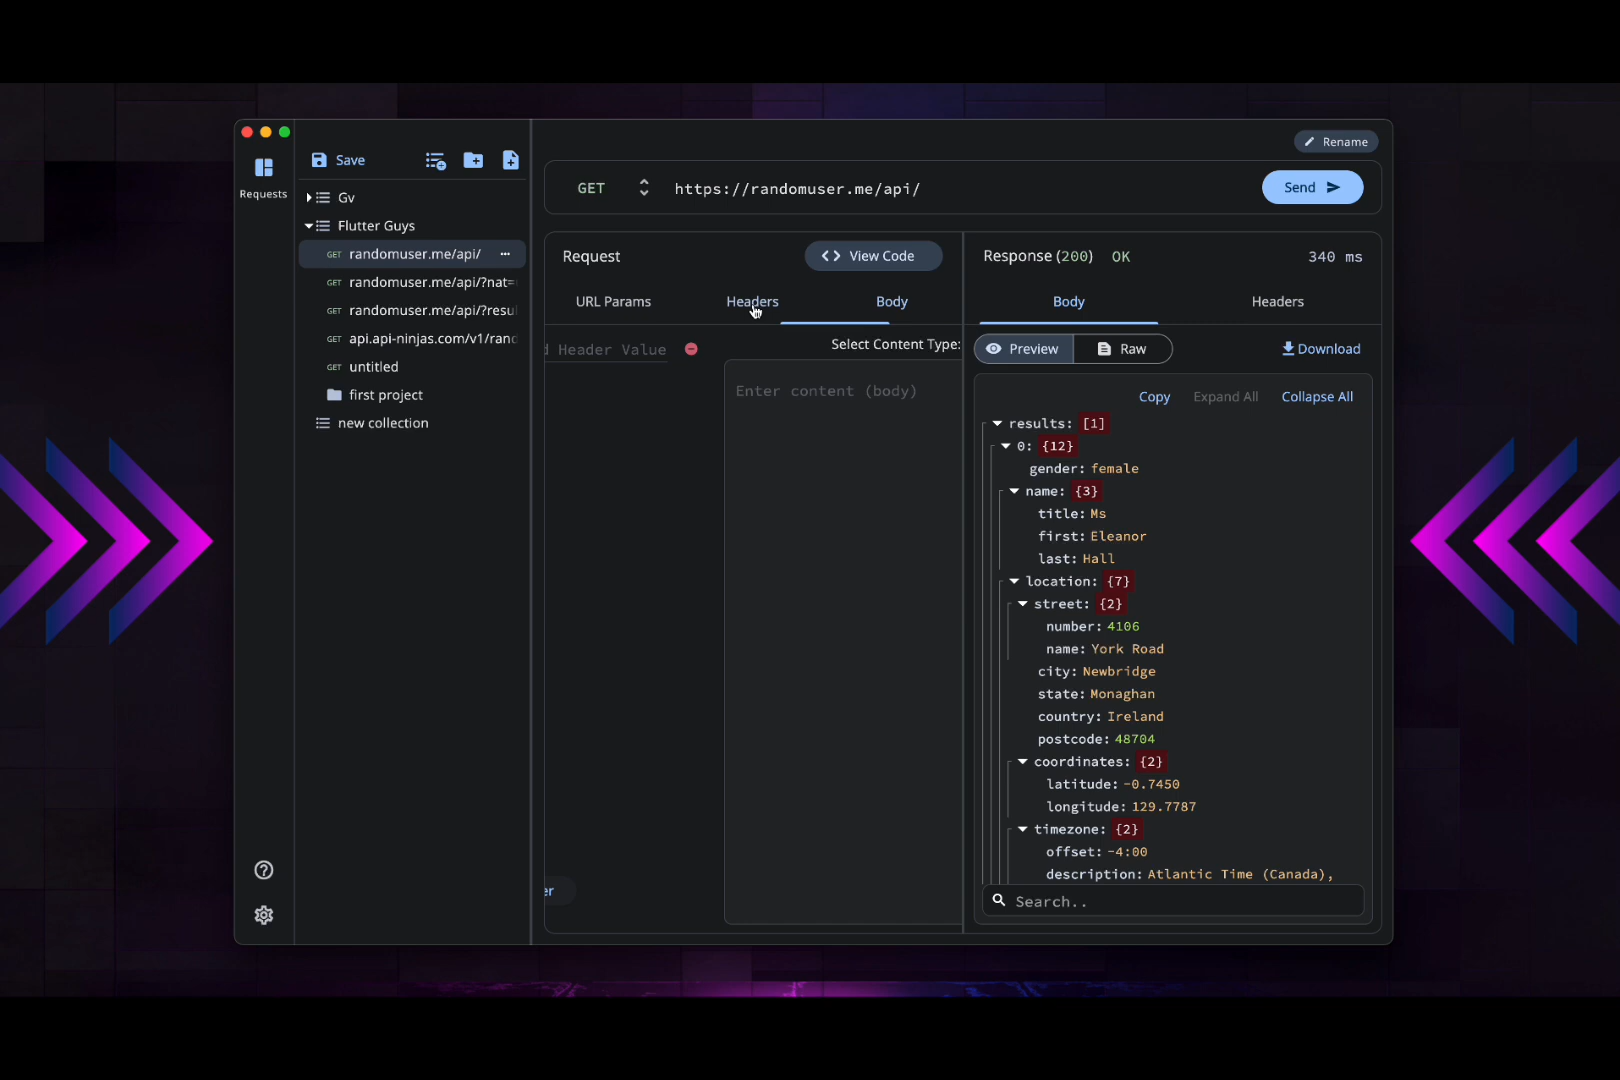 Rename
Requests
Save
GET https://randomuser.me/api/ Send
Gv
Flutter Guys
GET randomuser.me/api/ ...
GET randomuser.me/api/?nat=
GET randomuser.me/api/?resu
GET api.api-ninjas.com/v1/rand
GET untitled
first project
new collection
Request <> View Code
URL Params Headers Body
d Header Value
Select Content Type:
Enter content (body)
er
Response (200) OK 340 ms
Body Headers
Preview Raw Download
Copy Expand All Collapse All
results: [1]
0: {12}
gender: female
name: {3}
title: Ms
first: Eleanor
last: Hall
location: {7}
street: {2}
number: 4106
name: York Road
city: Newbridge
state: Monaghan
country: Ireland
postcode: 48704
coordinates: {2}
latitude: -0.7450
longitude: 129.7787
timezone: {2}
offset: -4:00
description: Atlantic Time (Canada),
Search..